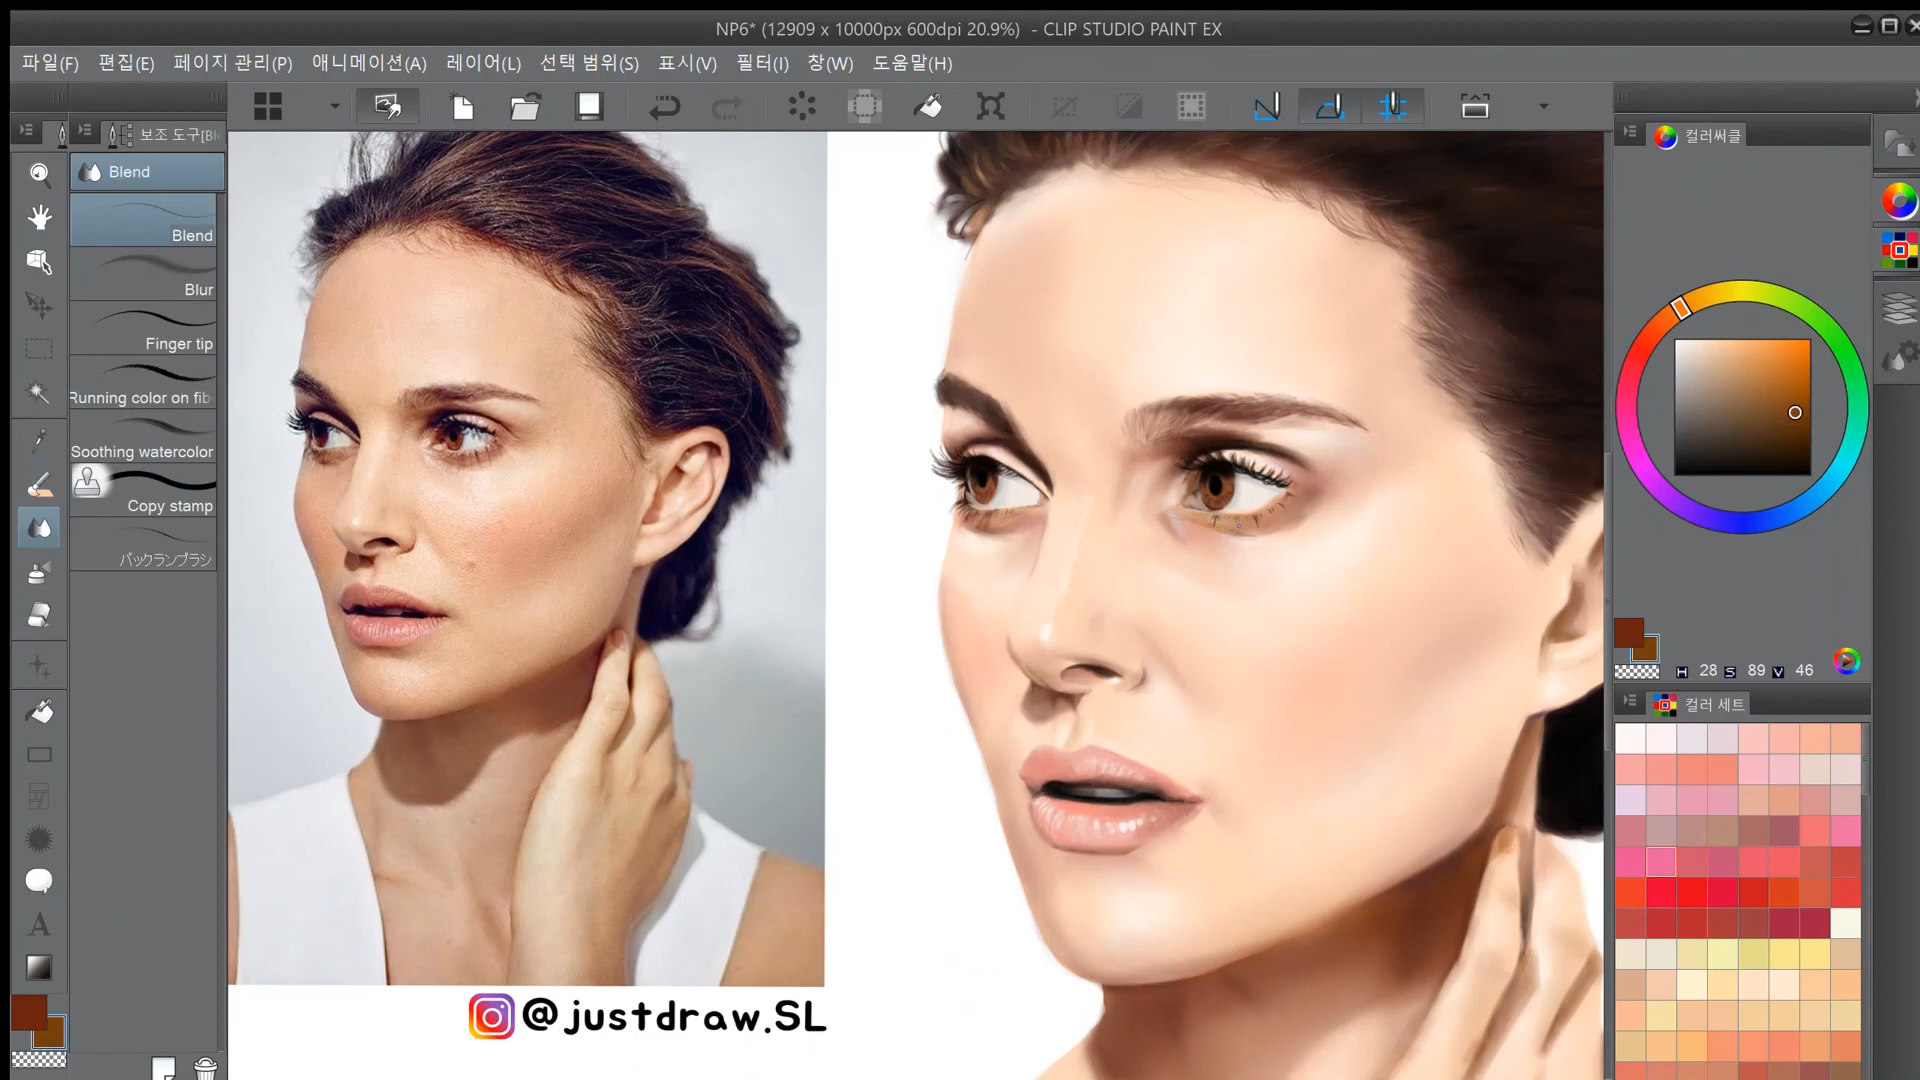 NP6* (12909 x 10000px 600dpi 20.9%)  - CLIP STUDIO PAINT EX
파일(F) 편집(E) 페이지 관리(P) 애니메이션(A) 레이어(L) 선택 범위(S) 표시(V) 필터(I) 창(W) 도움말(H)
보조 도구[Bl
컬러써클
Blend
Blend
Blur
Finger tip
Running color on fib
Soothing watercolor
Copy stamp
バックランブラシ
A
H 28 S 89 V 46
컬러 세트
@justdraw.SL